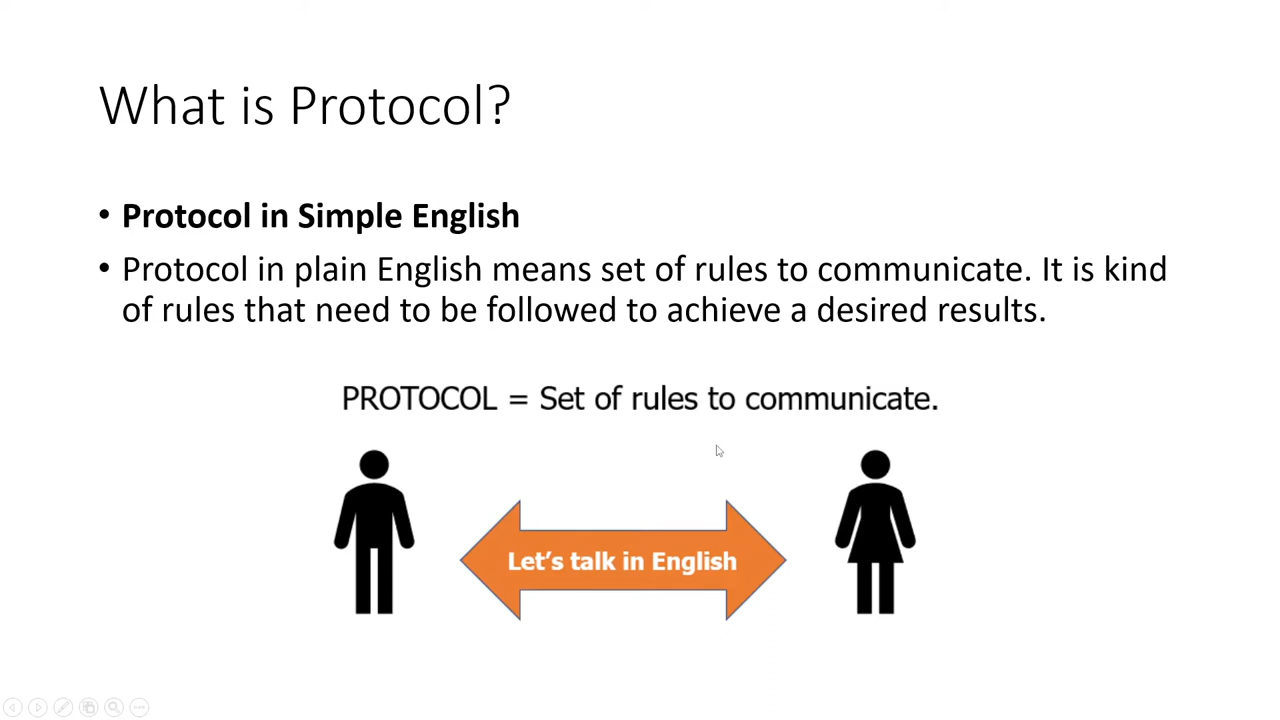 What is Protocol?
• Protocol in Simple English
• Protocol in plain English means set of rules to communicate. It is kind
of rules that need to be followed to achieve a desired results.
PROTOCOL = Set of rules to communicate.
Let's talk in English